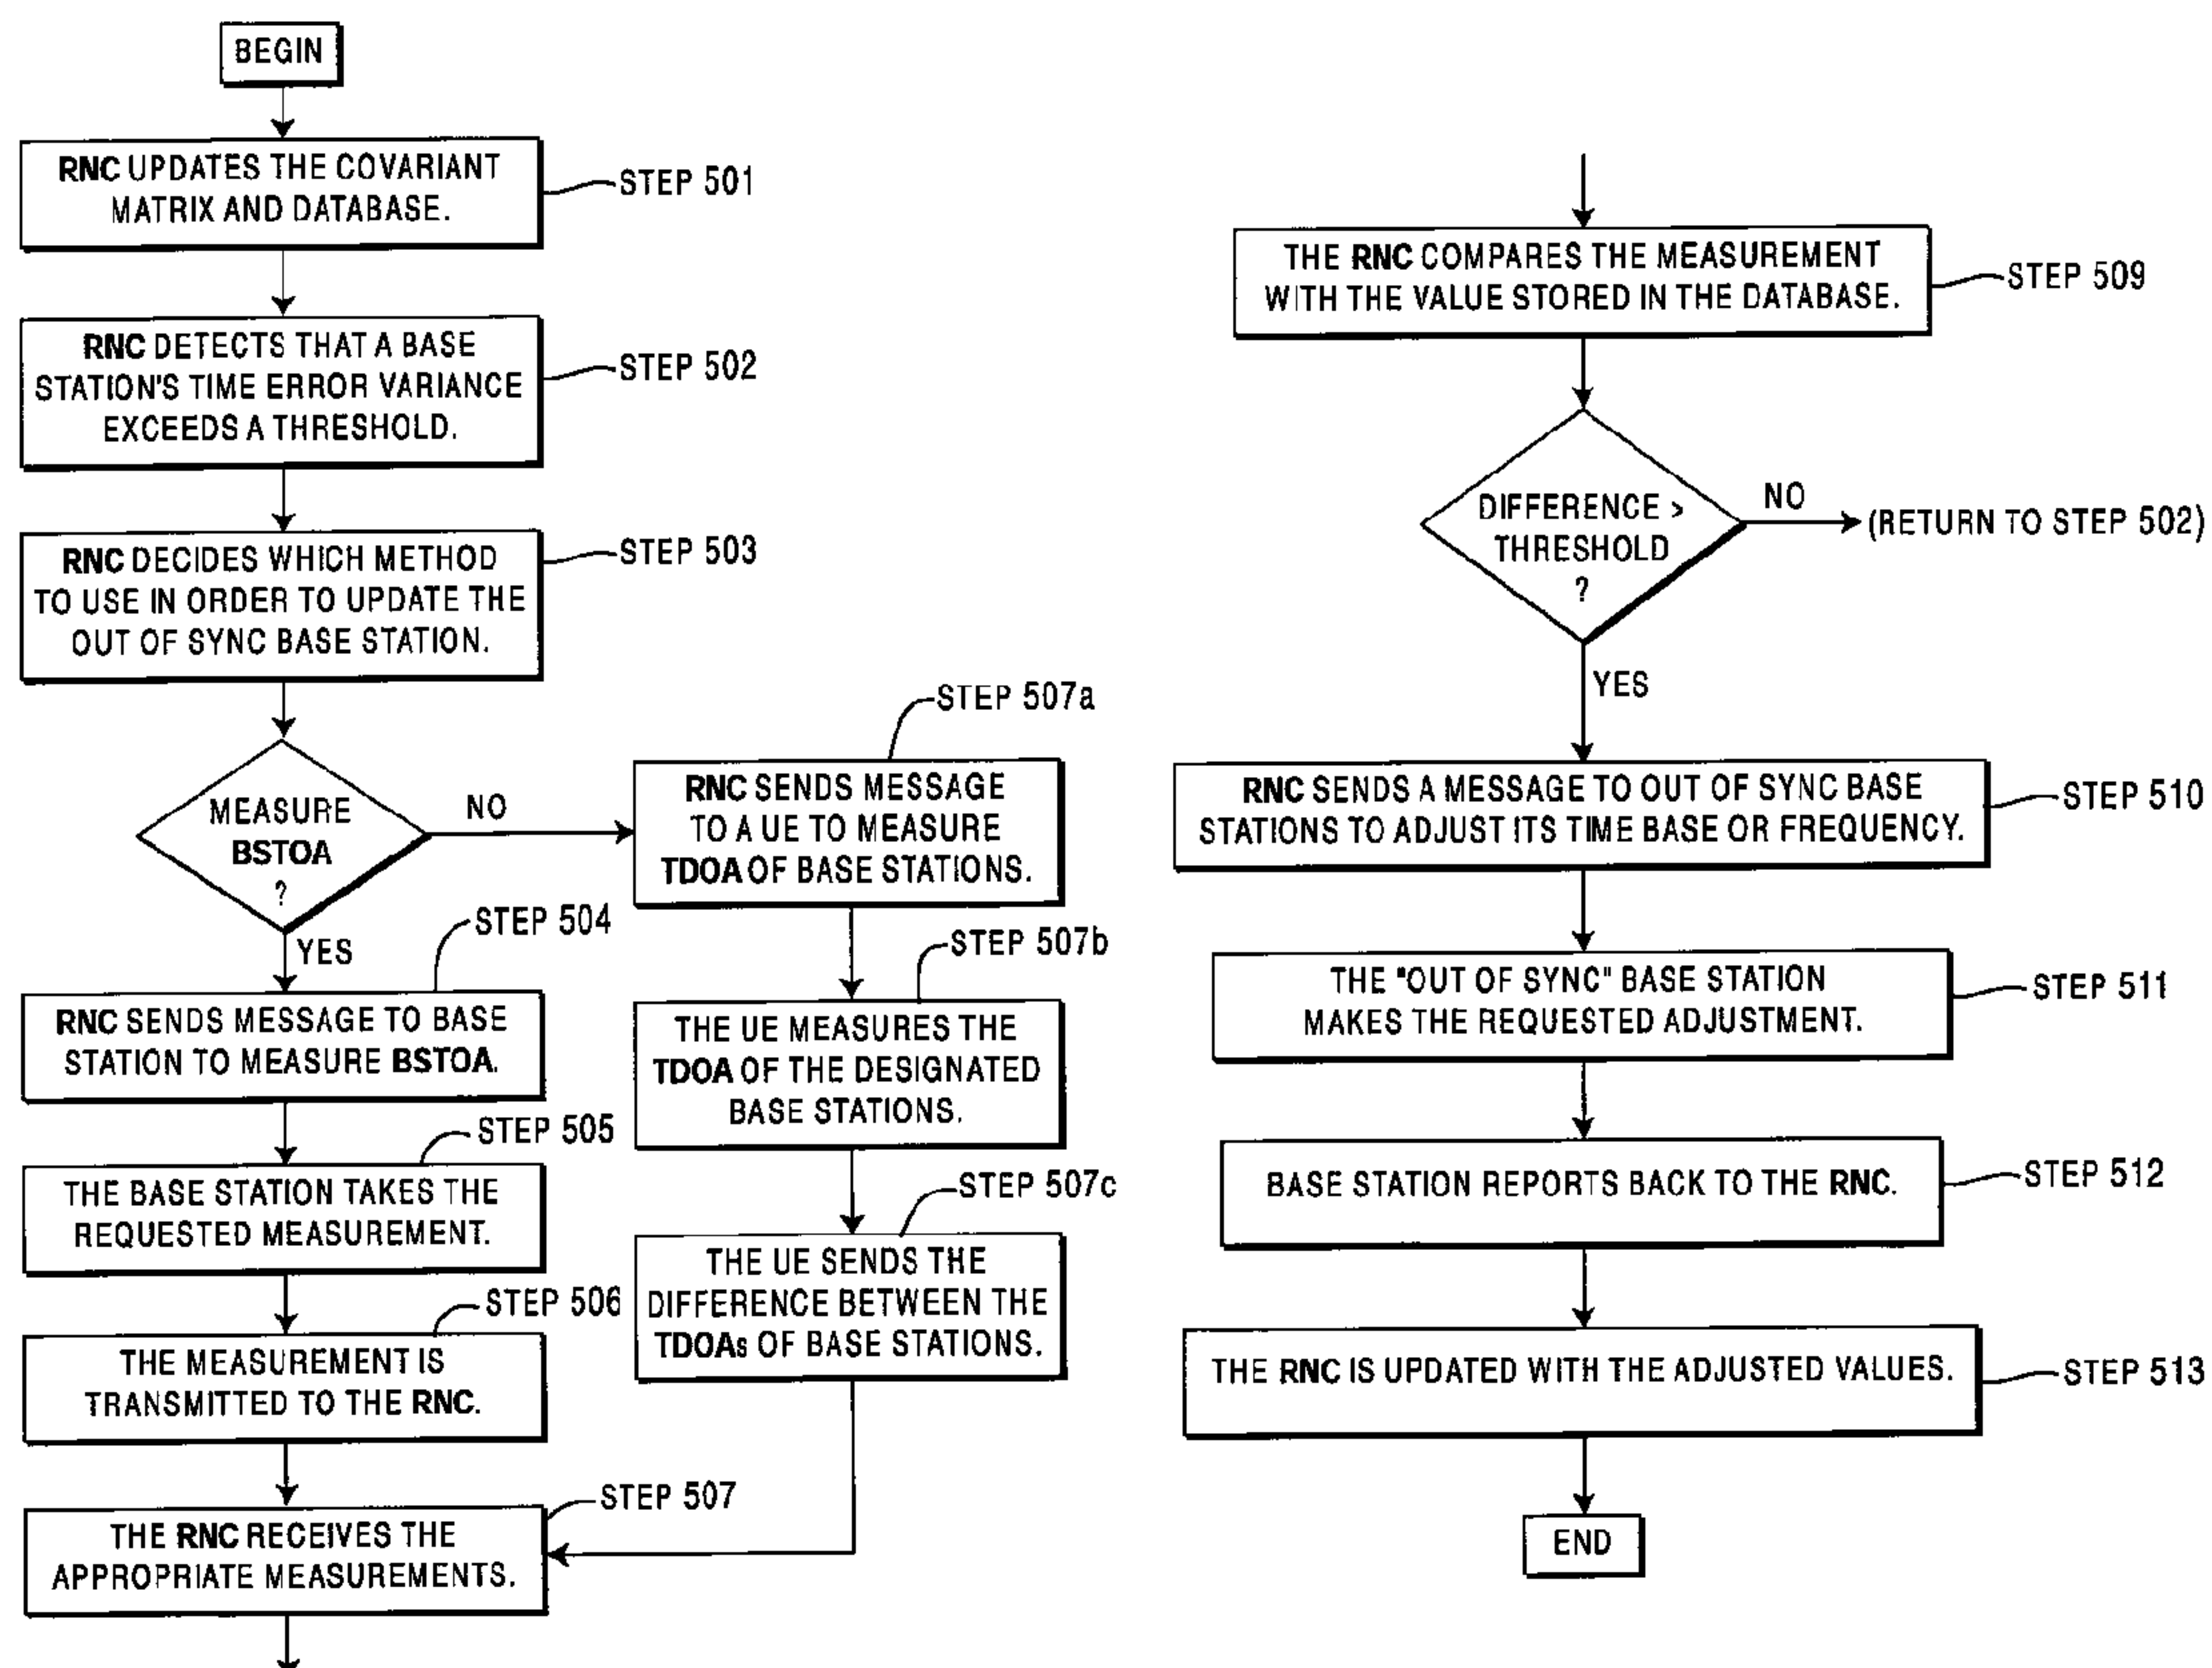 BEGIN
RNC UPDATES THE COVARIANT
MATRIX AND DATABASE.
STEP 501
RNC DETECTS THAT A BASE
STATION'S TIME ERROR VARIANCE
EXCEEDS A THRESHOLD.
STEP 502
RNC DECIDES WHICH METHOD
TO USE IN ORDER TO UPDATE THE
OUT OF SYNC BASE STATION.
STEP 503
MEASURE
BSTOA
?
NO
YES
STEP 504
RNC SENDS MESSAGE TO BASE
STATION TO MEASURE BSTOA.
STEP 505
THE BASE STATION TAKES THE
REQUESTED MEASUREMENT.
STEP 506
THE MEASUREMENT IS
TRANSMITTED TO THE RNC.
STEP 507
THE RNC RECEIVES THE
APPROPRIATE MEASUREMENTS.
STEP 507a
RNC SENDS MESSAGE
TO A UE TO MEASURE
TDOA OF BASE STATIONS.
STEP 507b
THE UE MEASURES THE
TDOA OF THE DESIGNATED
BASE STATIONS.
STEP 507c
THE UE SENDS THE
DIFFERENCE BETWEEN THE
TDOAs OF BASE STATIONS.
THE RNC COMPARES THE MEASUREMENT
WITH THE VALUE STORED IN THE DATABASE.
STEP 509
DIFFERENCE >
THRESHOLD
?
NO
(RETURN TO STEP 502)
YES
RNC SENDS A MESSAGE TO OUT OF SYNC BASE
STATIONS TO ADJUST ITS TIME BASE OR FREQUENCY.
STEP 510
THE "OUT OF SYNC" BASE STATION
MAKES THE REQUESTED ADJUSTMENT.
STEP 511
BASE STATION REPORTS BACK TO THE RNC.
STEP 512
THE RNC IS UPDATED WITH THE ADJUSTED VALUES.
STEP 513
END